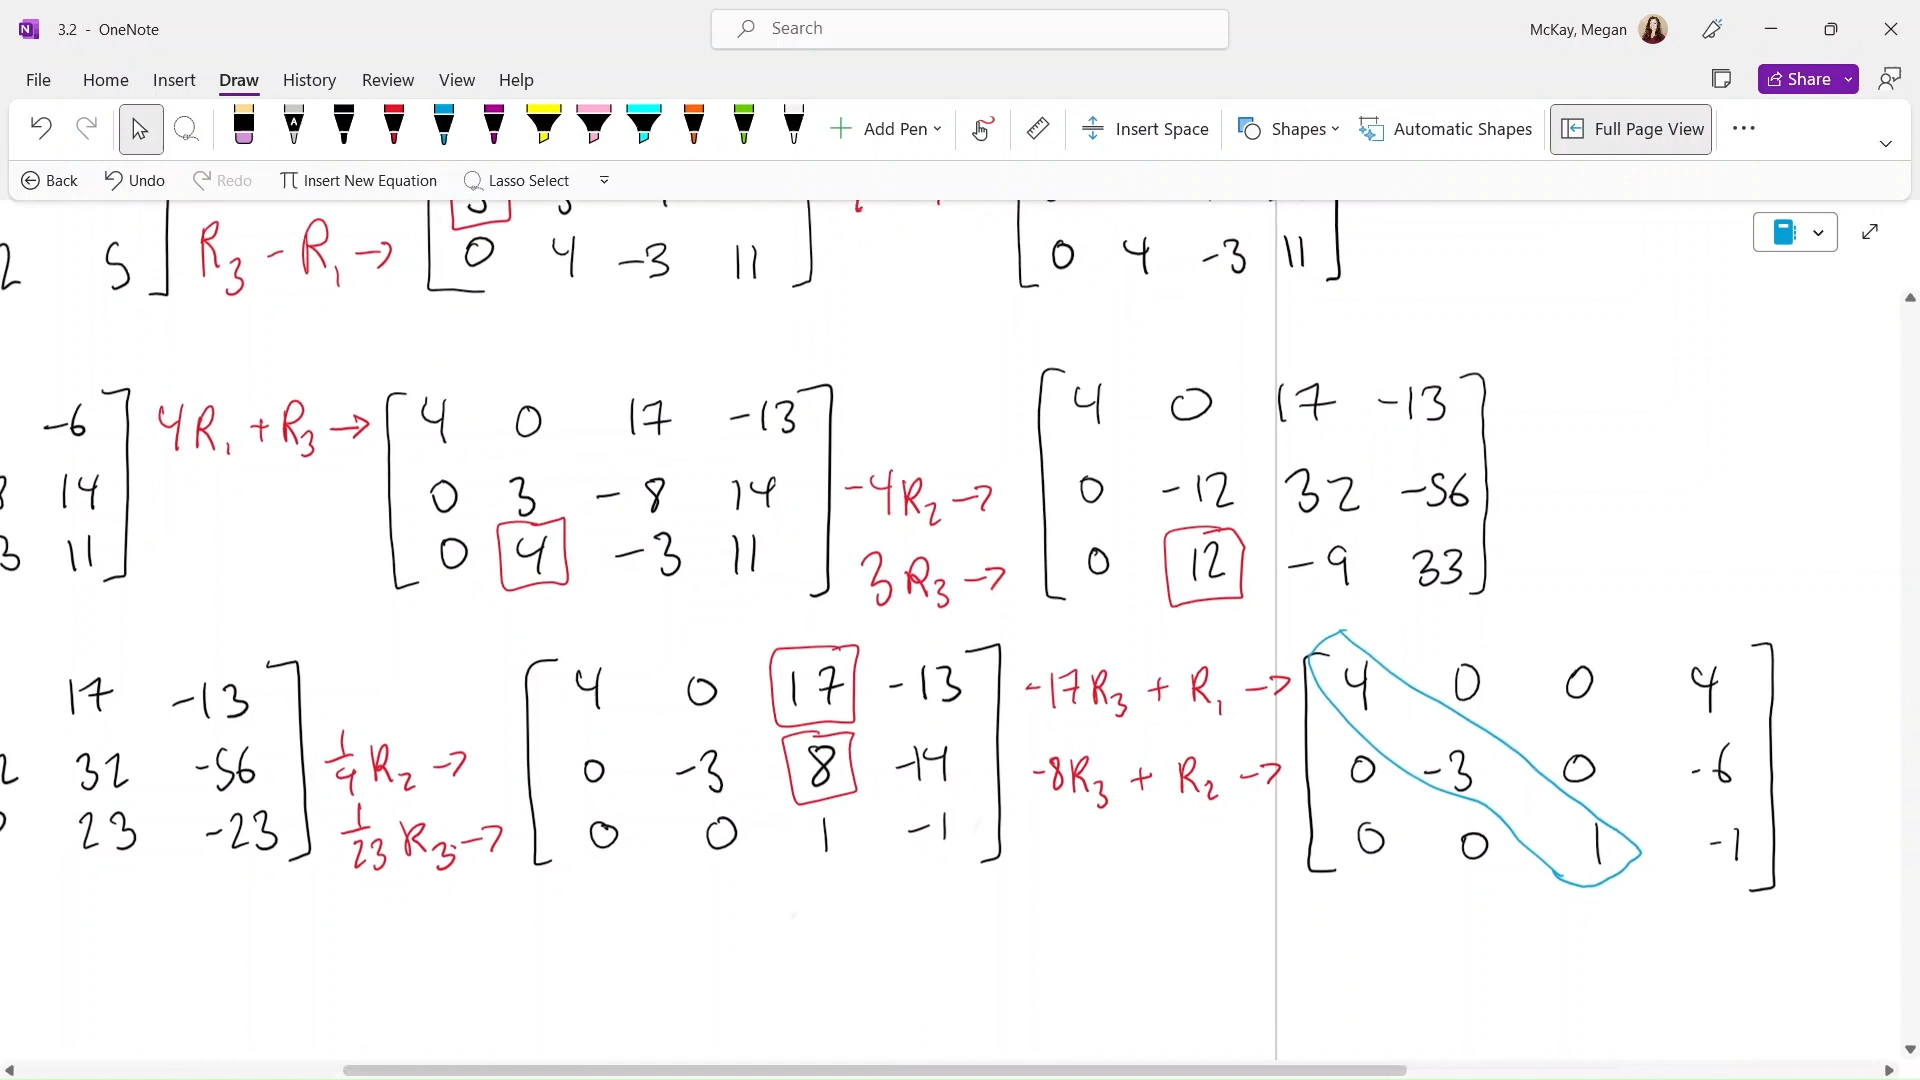 3.2 - OneNote
Search
McKay, Megan
File Home Insert Draw History Review View Help
Share
A
Add Pen
Insert Space
Shapes
Automatic Shapes
Full Page View
Back Undo Redo Insert New Equation Lasso Select
2 5 R₃ - R₁ → 0 4 -3 11
0 4 -3 11
-6 4R₁ + R₃ → 4 0 17 -13
14 0 3 -8 14
3 11 0 4 -3 11
-4R₂ →
3R₃ →
4 0 17 -13
0 -12 32 -56
0 12 -9 33
17 -13
2 32 -56 1/4 R₂ →
0 23 -23 1/23 R₃ →
4 0 17 -13 -17R₃ + R₁ → 4 0 0 4
0 -3 8 -14 -8R₃ + R₂ → 0 -3 0 -6
0 0 1 -1 0 0 1 -1